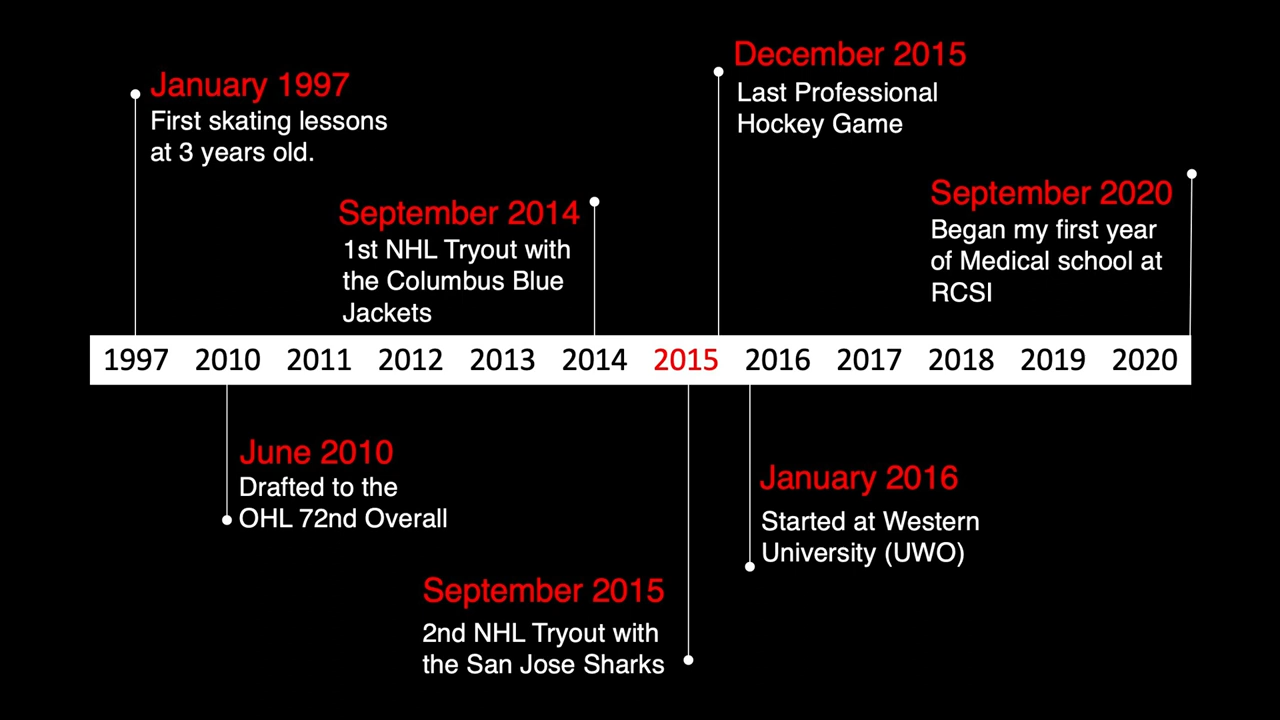 January 1997
First skating lessons
at 3 years old.
September 2014
1st NHL Tryout with
the Columbus Blue
Jackets
December 2015
Last Professional
Hockey Game
September 2020
Began my first year
of Medical school at
RCSI
1997 2010 2011 2012 2013 2014 2015 2016 2017 2018 2019 2020
June 2010
Drafted to the
OHL 72nd Overall
September 2015
2nd NHL Tryout with
the San Jose Sharks
January 2016
Started at Western
University (UWO)